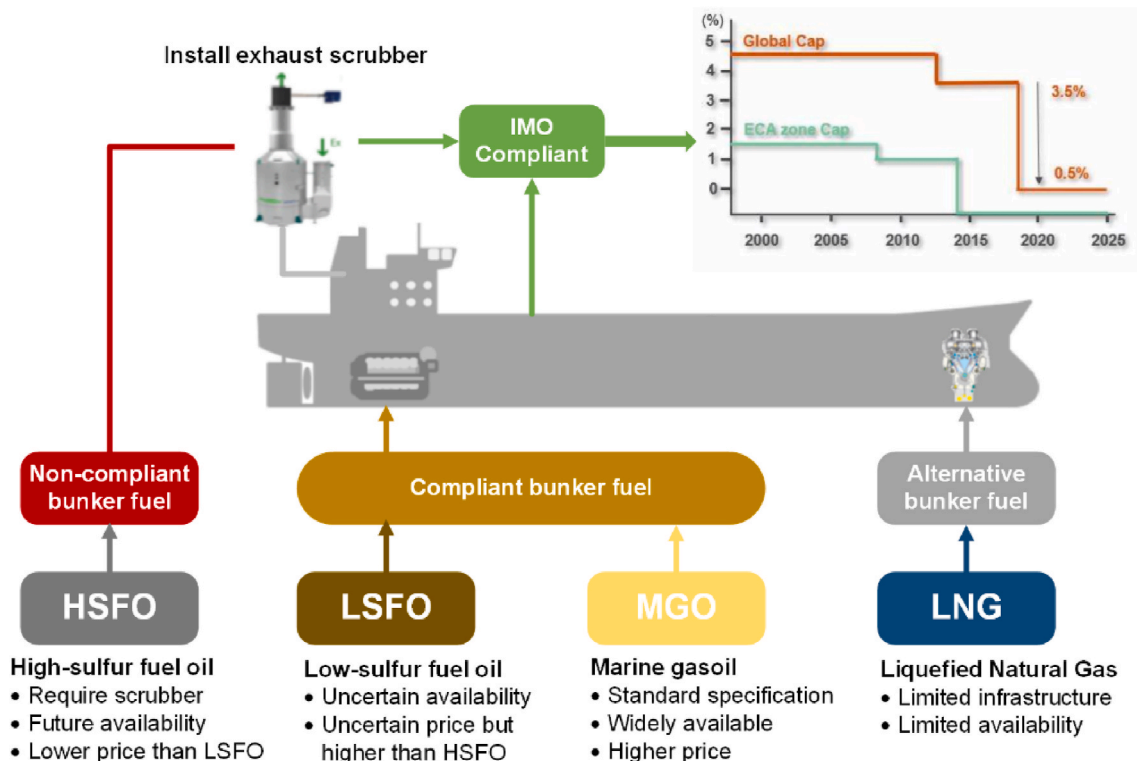 Install exhaust scrubber
Ex
IMO
Compliant
(%)
5
4
3
2
1
0
Global Cap
ECA zone Cap
3.5%
0.5%
2000 2005 2010 2015 2020 2025
Non-compliant
bunker fuel
Compliant bunker fuel
Alternative
bunker fuel
HSFO
LSFO
MGO
LNG
High-sulfur fuel oil
• Require scrubber
• Future availability
• Lower price than LSFO
Low-sulfur fuel oil
• Uncertain availability
• Uncertain price but
higher than HSFO
Marine gasoil
• Standard specification
• Widely available
• Higher price
Liquefied Natural Gas
• Limited infrastructure
• Limited availability